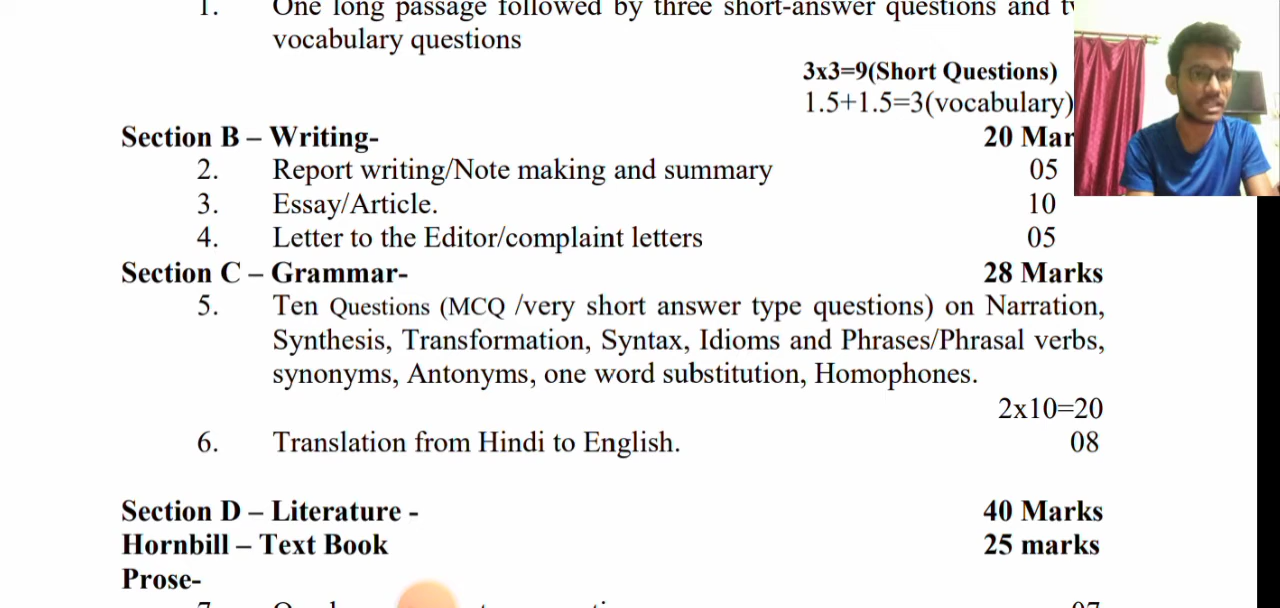 1. One long passage followed by three short-answer questions and
vocabulary questions
3x3=9(Short Questions)
1.5+1.5=3(vocabulary)
Section B – Writing- 20 Mar
2. Report writing/Note making and summary 05
3. Essay/Article. 10
4. Letter to the Editor/complaint letters 05
Section C – Grammar- 28 Marks
5. Ten Questions (MCQ /very short answer type questions) on Narration,
Synthesis, Transformation, Syntax, Idioms and Phrases/Phrasal verbs,
synonyms, Antonyms, one word substitution, Homophones.
2x10=20
6. Translation from Hindi to English. 08
Section D – Literature - 40 Marks
Hornbill – Text Book 25 marks
Prose-